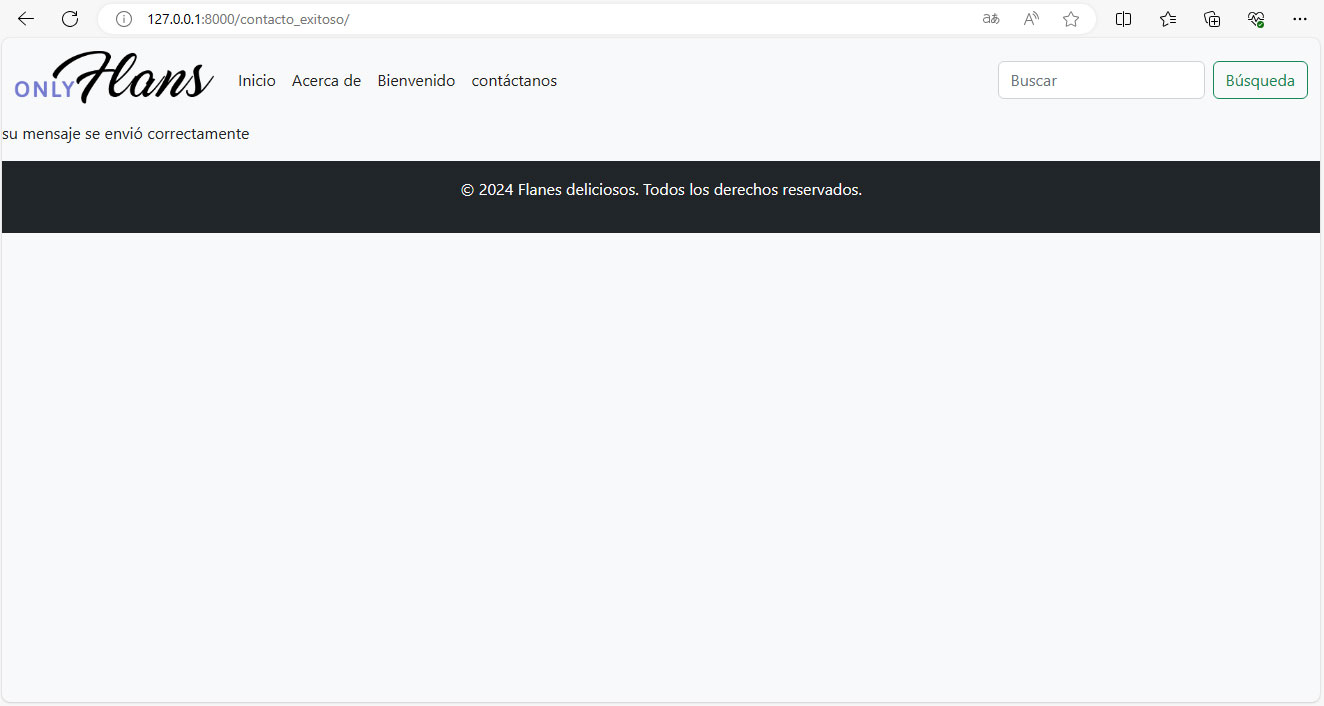 127.0.0.1:8000/contacto_exitoso/
ONLY Flans Inicio Acerca de Bienvenido contáctanos Buscar Búsqueda
su mensaje se envió correctamente
© 2024 Flanes deliciosos. Todos los derechos reservados.